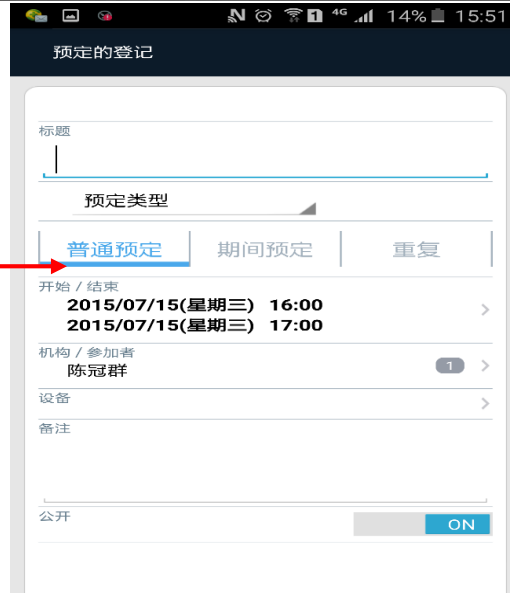 1 4G 14% 15:51
预定的登记
标题
预定类型
普通预定 期间预定 重复
开始 / 结束
2015/07/15(星期三) 16:00
2015/07/15(星期三) 17:00
机构 / 参加者
陈冠群
1
设备
备注
公开
ON